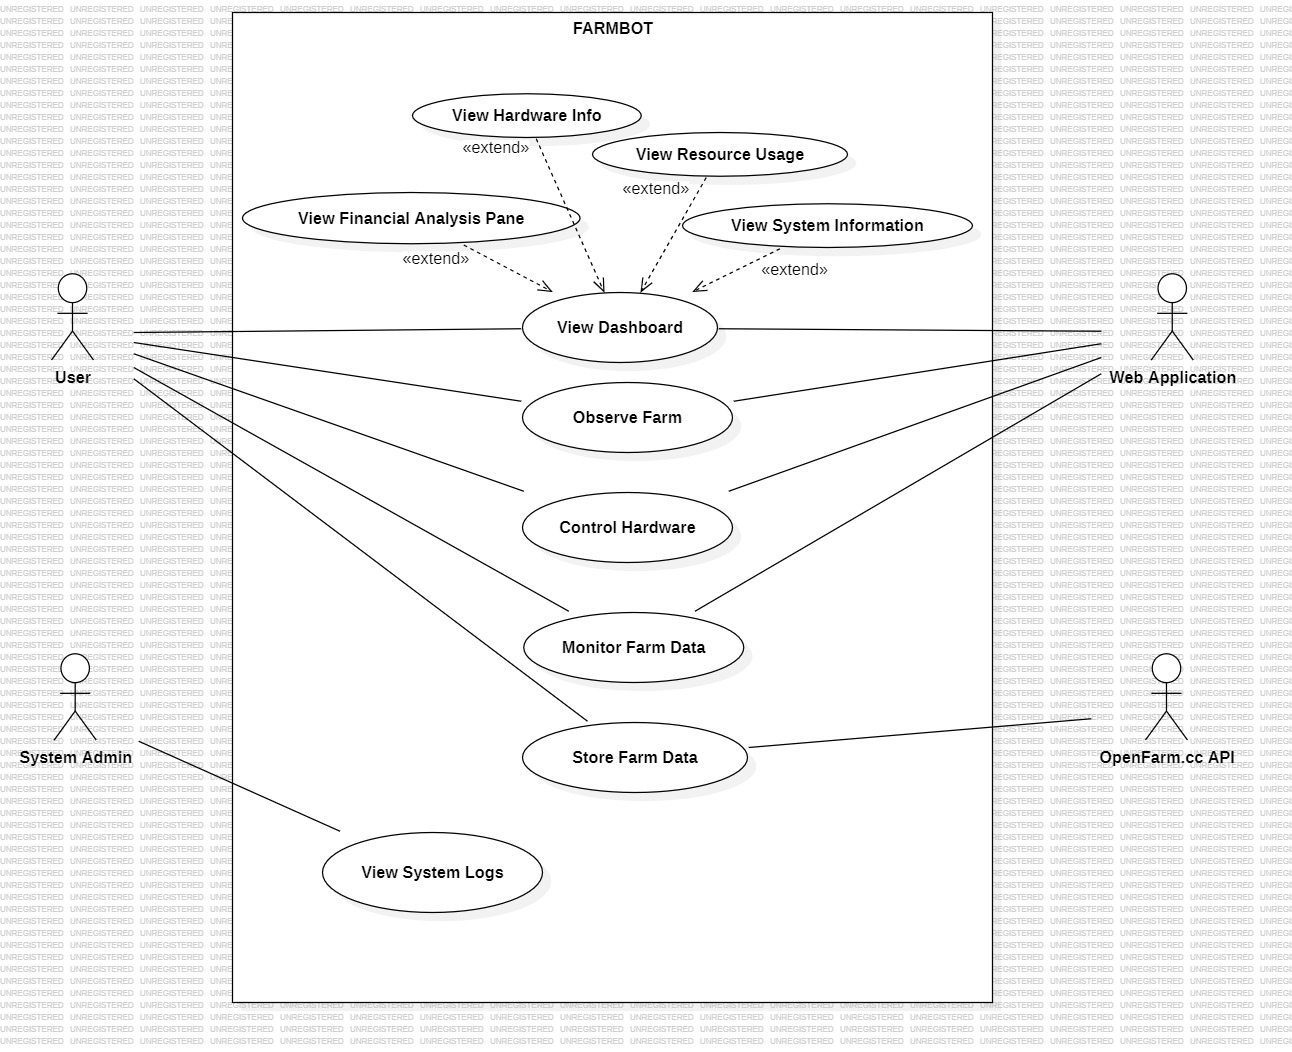 FARMBOT
View Hardware Info
«extend»
View Resource Usage
«extend»
View Financial Analysis Pane
View System Information
«extend»
«extend»
View Dashboard
User
Web Application
Observe Farm
Control Hardware
Monitor Farm Data
System Admin
Store Farm Data
OpenFarm.cc API
View System Logs
UNREGISTERED